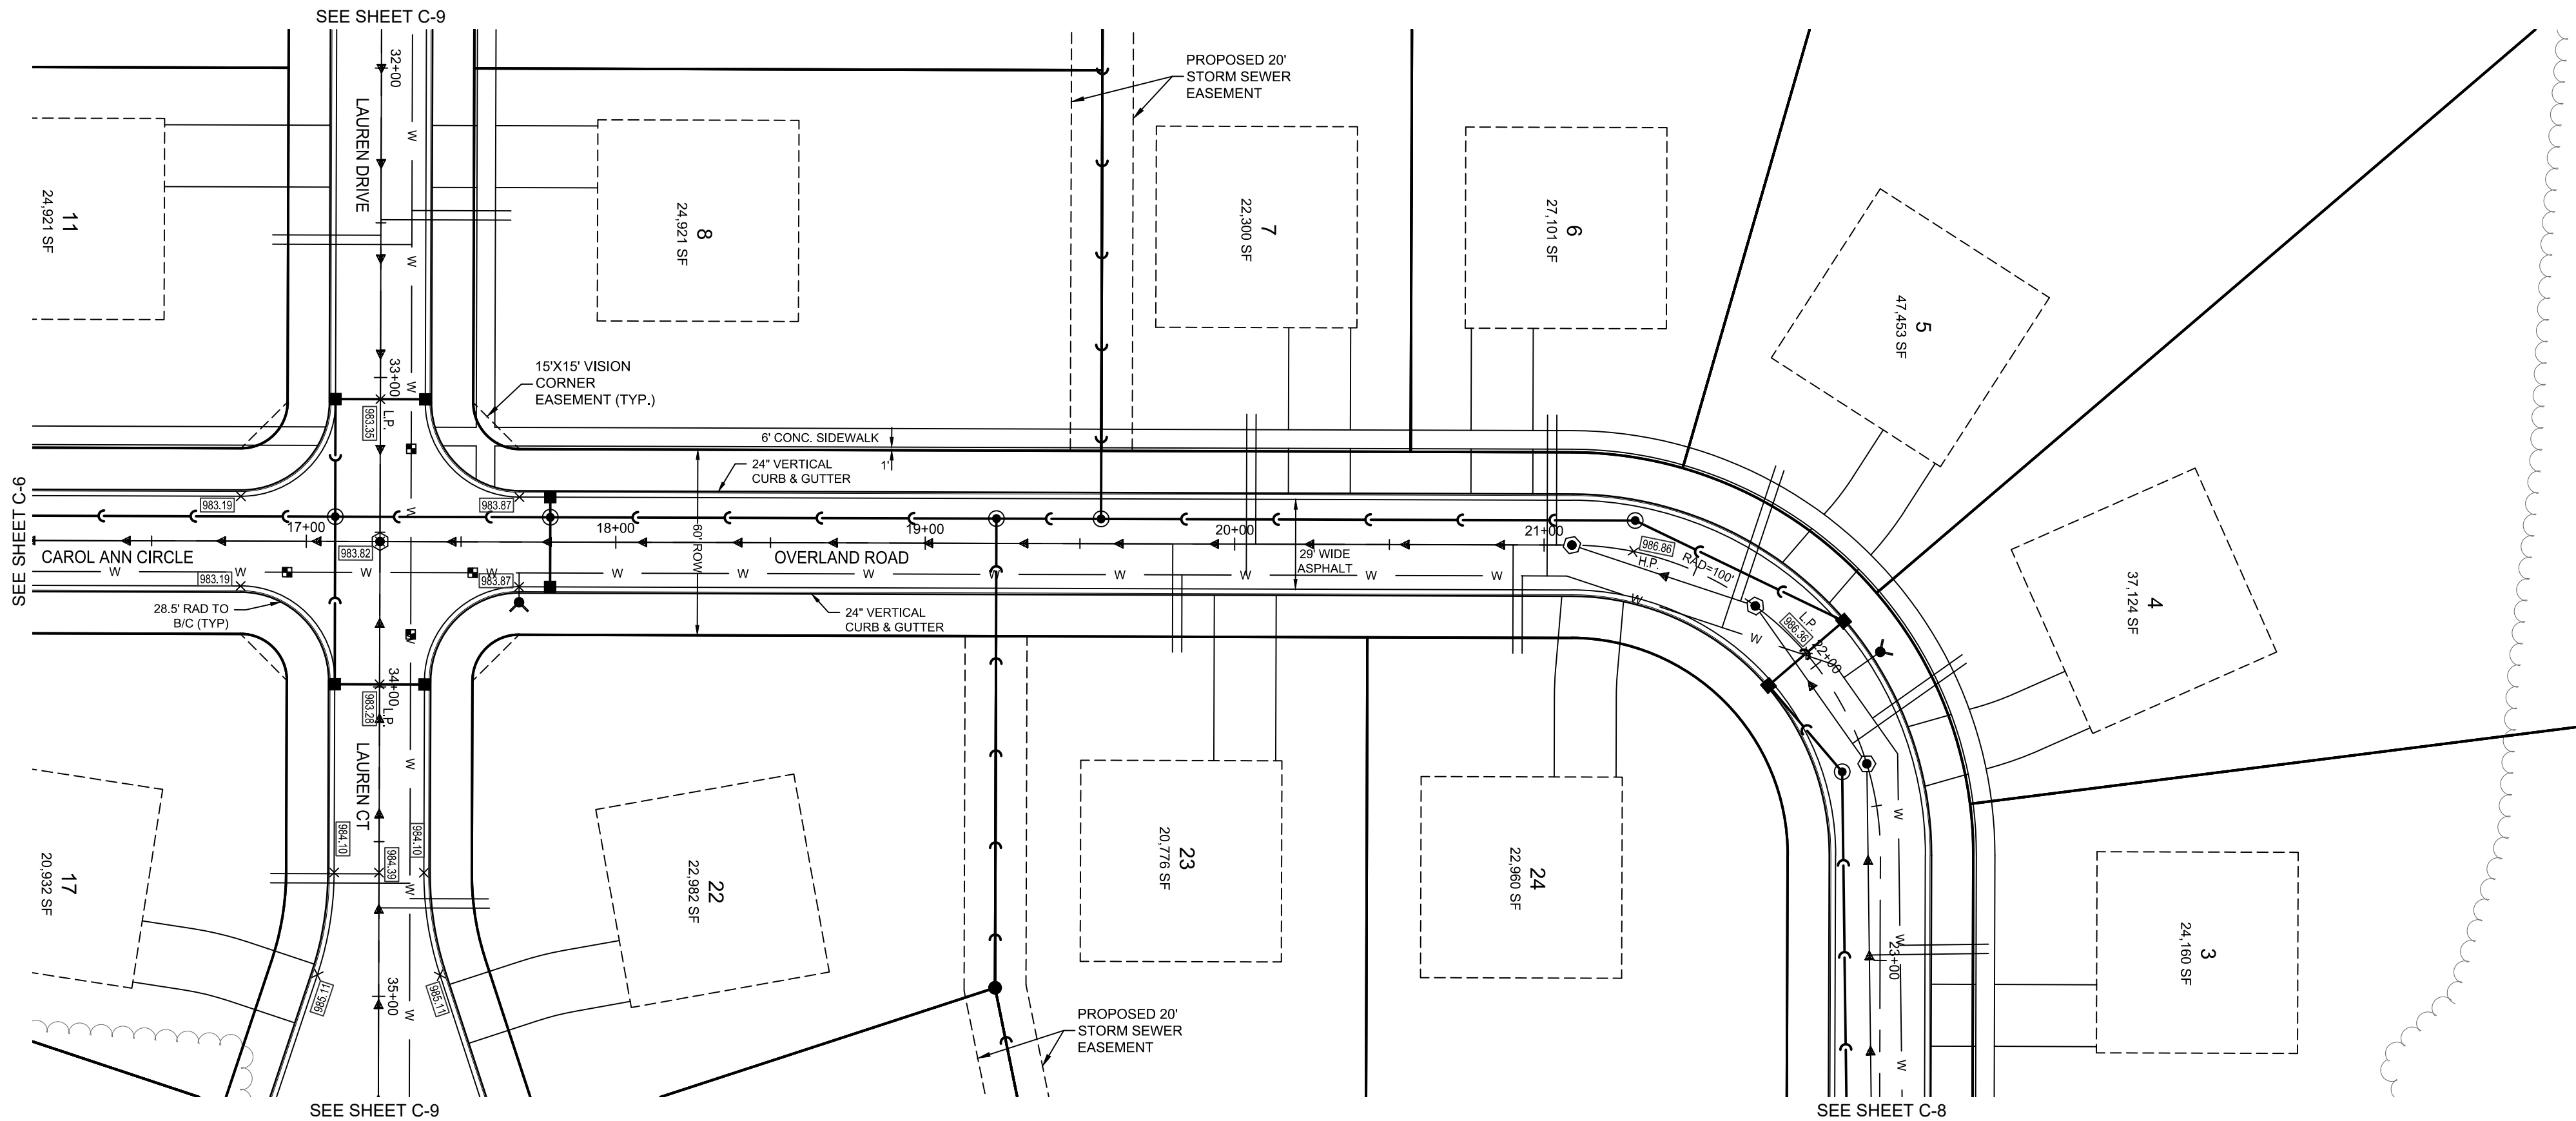 SEE SHEET C-9
32+00
LAUREN DRIVE
PROPOSED 20'
STORM SEWER
EASEMENT
11
24,921 SF
8
24,921 SF
7
22,300 SF
6
27,101 SF
5
47,453 SF
4
37,124 SF
3
24,160 SF
W
W
33+00
W
L.P.
983.35
15'X15' VISION
CORNER
EASEMENT (TYP.)
6' CONC. SIDEWALK
1'
24" VERTICAL
CURB & GUTTER
SEE SHEET C-9
983.19
983.87
W
17+00
18+00
19+00
20+00
21+00
983.82
CAROL ANN CIRCLE
OVERLAND ROAD
60' ROW
29' WIDE
ASPHALT
986.86
H.P.
RAD=100'
W
W
W
W
W
W
W
W
W
W
W
W
983.19
983.87
28.5' RAD TO
B/C (TYP)
24" VERTICAL
CURB & GUTTER
W
W
W
L.P.
986.36
22+00
34+00
L.P.
983.28
LAUREN CT
W
984.10
984.39
984.10
W
W
17
20,932 SF
22
22,982 SF
23
20,776 SF
24
22,960 SF
W
W
23+00
W
985.11
35+00
985.11
W
PROPOSED 20'
STORM SEWER
EASEMENT
SEE SHEET C-9
SEE SHEET C-8